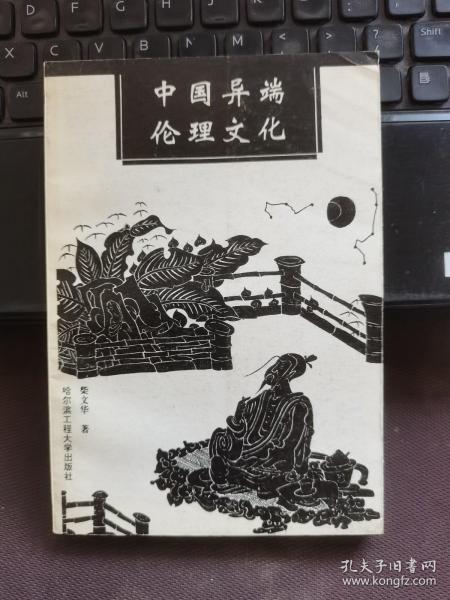 中国异端
伦理文化
柴文华 著
哈尔滨工程大学出版社
Shift
孔夫子旧书网
www.kongfz.com